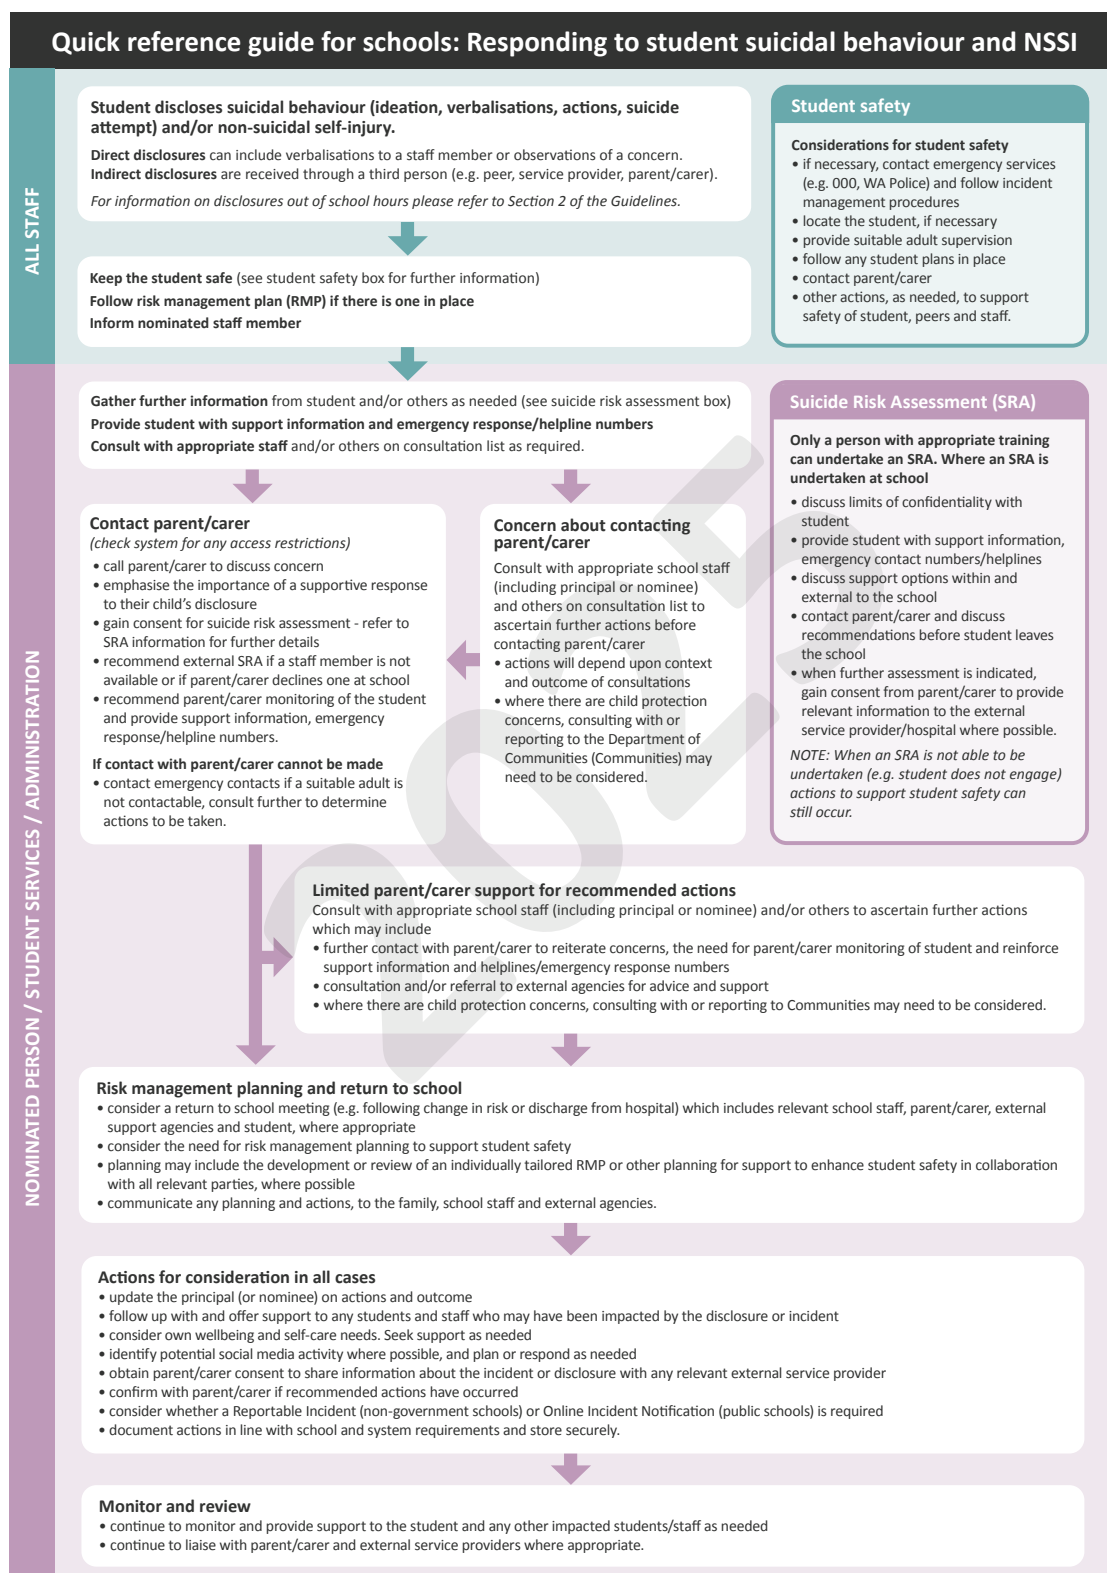 Quick reference guide for schools: Responding to student suicidal behaviour and NSSI
ALL STAFF
Student discloses suicidal behaviour (ideation, verbalisations, actions, suicide
attempt) and/or non-suicidal self-injury.
Direct disclosures can include verbalisations to a staff member or observations of a concern.
Indirect disclosures are received through a third person (e.g. peer, service provider, parent/carer).
For information on disclosures out of school hours please refer to Section 2 of the Guidelines.
Keep the student safe (see student safety box for further information)
Follow risk management plan (RMP) if there is one in place
Inform nominated staff member
Student safety
Considerations for student safety
• if necessary, contact emergency services
(e.g. 000, WA Police) and follow incident
management procedures
• locate the student, if necessary
• provide suitable adult supervision
• follow any student plans in place
• contact parent/carer
• other actions, as needed, to support
safety of student, peers and staff.
NOMINATED PERSON / STUDENT SERVICES / ADMINISTRATION
Gather further information from student and/or others as needed (see suicide risk assessment box)
Provide student with support information and emergency response/helpline numbers
Consult with appropriate staff and/or others on consultation list as required.
Contact parent/carer
(check system for any access restrictions)
• call parent/carer to discuss concern
• emphasise the importance of a supportive response
to their child's disclosure
• gain consent for suicide risk assessment - refer to
SRA information for further details
• recommend external SRA if a staff member is not
available or if parent/carer declines one at school
• recommend parent/carer monitoring of the student
and provide support information, emergency
response/helpline numbers.
If contact with parent/carer cannot be made
• contact emergency contacts if a suitable adult is
not contactable, consult further to determine
actions to be taken.
Concern about contacting
parent/carer
Consult with appropriate school staff
(including principal or nominee)
and others on consultation list to
ascertain further actions before
contacting parent/carer
• actions will depend upon context
and outcome of consultations
• where there are child protection
concerns, consulting with or
reporting to the Department of
Communities (Communities) may
need to be considered.
Suicide Risk Assessment (SRA)
Only a person with appropriate training
can undertake an SRA. Where an SRA is
undertaken at school
• discuss limits of confidentiality with
student
• provide student with support information,
emergency contact numbers/helplines
• discuss support options within and
external to the school
• contact parent/carer and discuss
recommendations before student leaves
the school
• when further assessment is indicated,
gain consent from parent/carer to provide
relevant information to the external
service provider/hospital where possible.
NOTE: When an SRA is not able to be
undertaken (e.g. student does not engage)
actions to support student safety can
still occur.
Limited parent/carer support for recommended actions
Consult with appropriate school staff (including principal or nominee) and/or others to ascertain further actions
which may include
• further contact with parent/carer to reiterate concerns, the need for parent/carer monitoring of student and reinforce
support information and helplines/emergency response numbers
• consultation and/or referral to external agencies for advice and support
• where there are child protection concerns, consulting with or reporting to Communities may need to be considered.
Risk management planning and return to school
• consider a return to school meeting (e.g. following change in risk or discharge from hospital) which includes relevant school staff, parent/carer, external
support agencies and student, where appropriate
• consider the need for risk management planning to support student safety
• planning may include the development or review of an individually tailored RMP or other planning for support to enhance student safety in collaboration
with all relevant parties, where possible
• communicate any planning and actions, to the family, school staff and external agencies.
Actions for consideration in all cases
• update the principal (or nominee) on actions and outcome
• follow up with and offer support to any students and staff who may have been impacted by the disclosure or incident
• consider own wellbeing and self-care needs. Seek support as needed
• identify potential social media activity where possible, and plan or respond as needed
• obtain parent/carer consent to share information about the incident or disclosure with any relevant external service provider
• confirm with parent/carer if recommended actions have occurred
• consider whether a Reportable Incident (non-government schools) or Online Incident Notification (public schools) is required
• document actions in line with school and system requirements and store securely.
Monitor and review
• continue to monitor and provide support to the student and any other impacted students/staff as needed
• continue to liaise with parent/carer and external service providers where appropriate.
2025